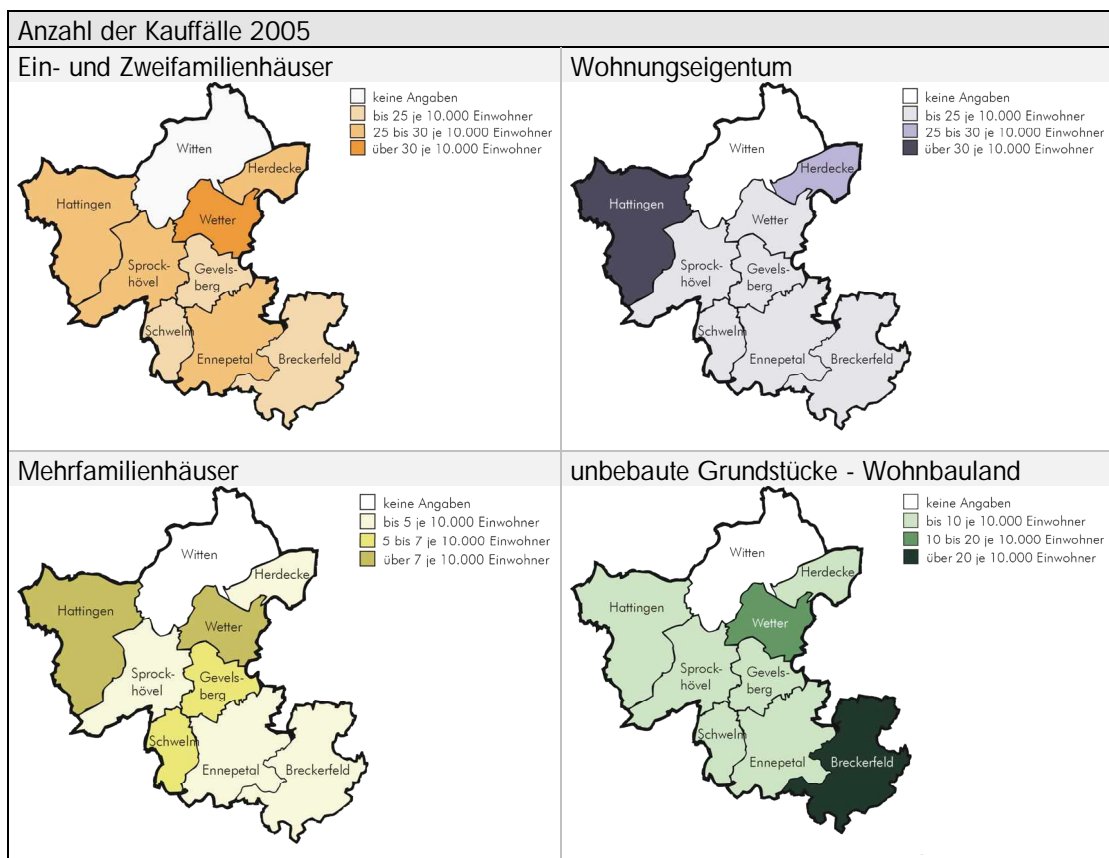 Anzahl der Kauffälle 2005
Ein- und Zweifamilienhäuser
keine Angaben
bis 25 je 10.000 Einwohner
25 bis 30 je 10.000 Einwohner
über 30 je 10.000 Einwohner
Witten
Herdecke
Hattingen
Wetter
Sprock-
hövel
Gevels-
berg
Schwelm
Ennepetal
Breckerfeld
Wohnungseigentum
keine Angaben
bis 25 je 10.000 Einwohner
25 bis 30 je 10.000 Einwohner
über 30 je 10.000 Einwohner
Witten
Herdecke
Hattingen
Wetter
Sprock-
hövel
Gevels-
berg
Schwelm
Ennepetal
Breckerfeld
Mehrfamilienhäuser
keine Angaben
bis 5 je 10.000 Einwohner
5 bis 7 je 10.000 Einwohner
über 7 je 10.000 Einwohner
Witten
Herdecke
Hattingen
Wetter
Sprock-
hövel
Gevels-
berg
Schwelm
Ennepetal
Breckerfeld
unbebaute Grundstücke - Wohnbauland
keine Angaben
bis 10 je 10.000 Einwohner
10 bis 20 je 10.000 Einwohner
über 20 je 10.000 Einwohner
Witten
Herdecke
Hattingen
Wetter
Sprock-
hövel
Gevels-
berg
Schwelm
Ennepetal
Breckerfeld